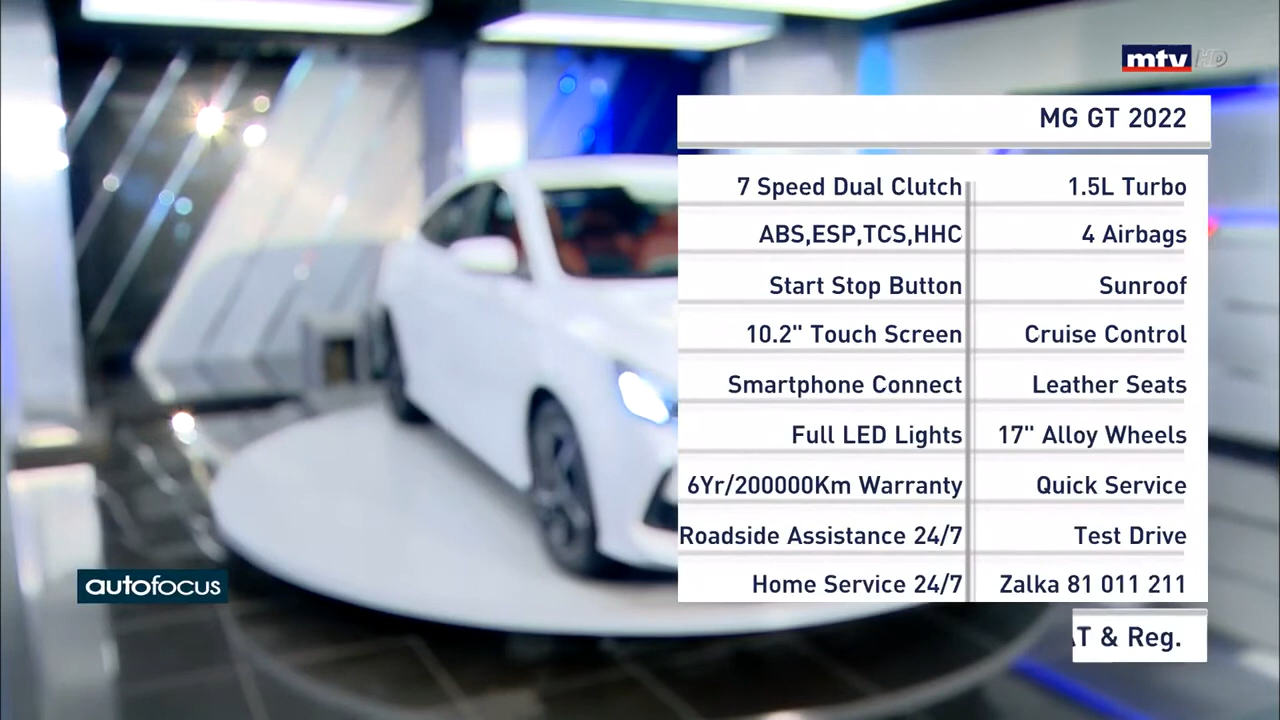 mtv HD
MG GT 2022
7 Speed Dual Clutch 1.5L Turbo
ABS,ESP,TCS,HHC 4 Airbags
Start Stop Button Sunroof
10.2" Touch Screen Cruise Control
Smartphone Connect Leather Seats
Full LED Lights 17" Alloy Wheels
6Yr/200000Km Warranty Quick Service
Roadside Assistance 24/7 Test Drive
Home Service 24/7 Zalka 81 011 211
autofocus
& Reg.